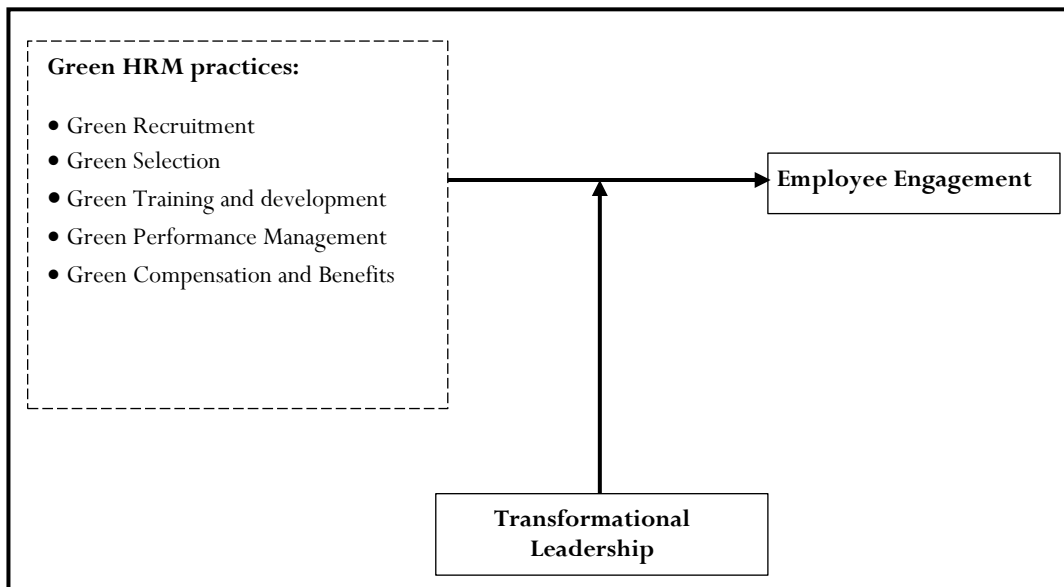 Green HRM practices:
• Green Recruitment
• Green Selection
• Green Training and development
• Green Performance Management
• Green Compensation and Benefits
Employee Engagement
Transformational
Leadership